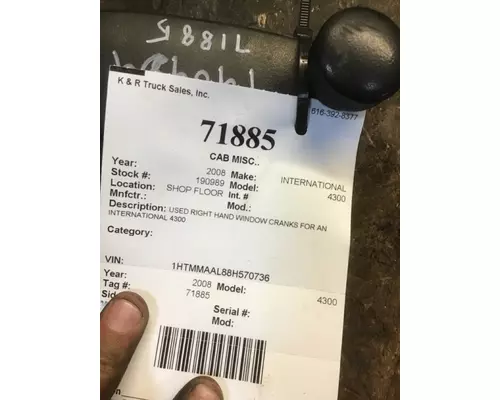 71885
K & R Truck Sales, Inc.
616-392-8377
71885
CAB MISC..
Year: 2008 Make: INTERNATIONAL
Stock #: 190989 Model: 4300
Location: SHOP FLOOR Int. #
Mnfctr.: Mod.:
Description: USED RIGHT HAND WINDOW CRANKS FOR AN
INTERNATIONAL 4300
Category:
VIN: 1HTMMAAL88H570736
Year: 2008 Model: 4300
Tag #: 71885
Sid
Serial #:
Mod: